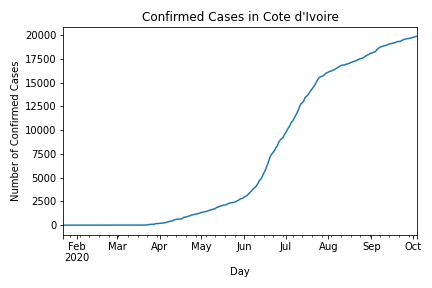 Confirmed Cases in Cote d'Ivoire
Number of Confirmed Cases
20000
17500
15000
12500
10000
7500
5000
2500
0
Feb Mar Apr May Jun Jul Aug Sep Oct
2020
Day